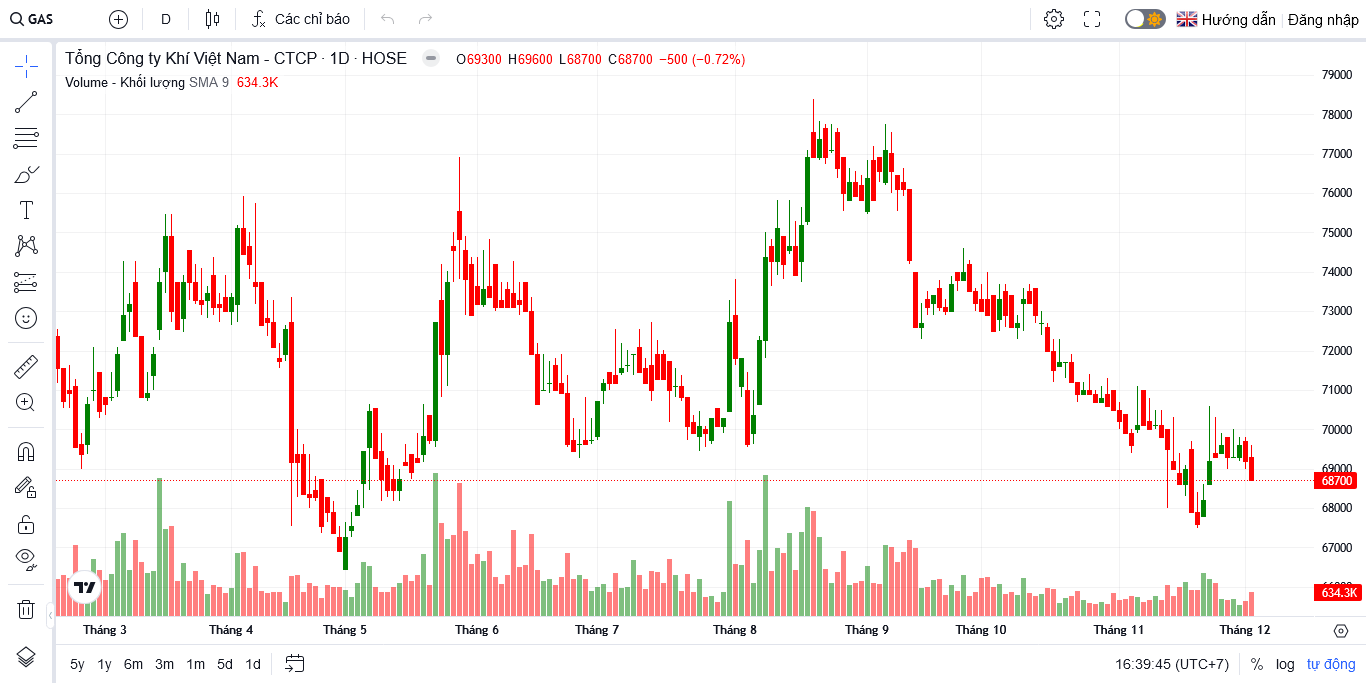 GAS
D
Các chỉ báo
Hướng dẫn
Đăng nhập
Tổng Công ty Khí Việt Nam - CTCP · 1D · HOSE
O69300 H69600 L68700 C68700 −500 (−0.72%)
Volume - Khối lượng SMA 9 634.3K
79000
78000
77000
76000
75000
74000
73000
72000
71000
70000
69000
68700
68000
67000
66000
634.3K
Tháng 3 Tháng 4 Tháng 5 Tháng 6 Tháng 7 Tháng 8 Tháng 9 Tháng 10 Tháng 11 Tháng 12
5y 1y 6m 3m 1m 5d 1d
16:39:45 (UTC+7) % log tự động